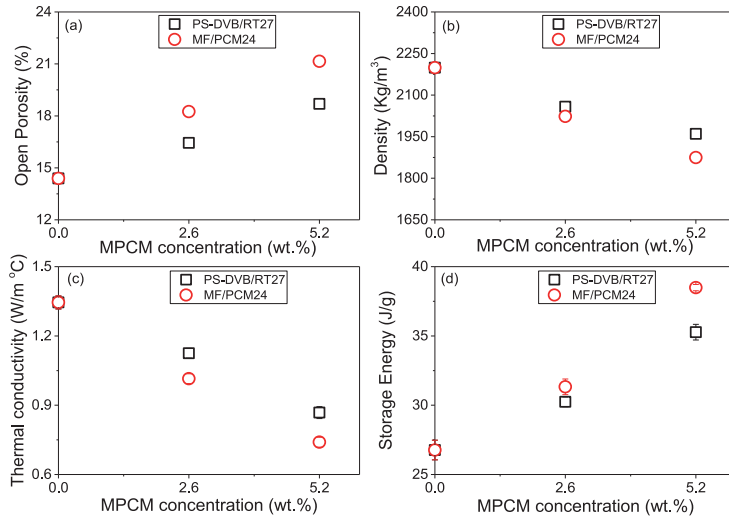 (a)
PS-DVB/RT27
MF/PCM24
Open Porosity (%)
24
21
18
15
12
0.0 2.6 5.2
MPCM concentration (wt.%)
(b)
PS-DVB/RT27
MF/PCM24
Density (Kg/m³)
2400
2250
2100
1950
1800
1650
0.0 2.6 5.2
MPCM concentration (wt.%)
(c)
PS-DVB/RT27
MF/PCM24
Thermal conductivity (W/m °C)
1.5
1.2
0.9
0.6
0.0 2.6 5.2
MPCM concentration (wt.%)
(d)
PS-DVB/RT27
MF/PCM24
Storage Energy (J/g)
40
35
30
25
0.0 2.6 5.2
MPCM concentration (wt.%)